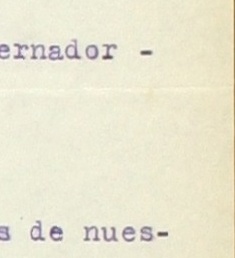 ernador -
s de nues-